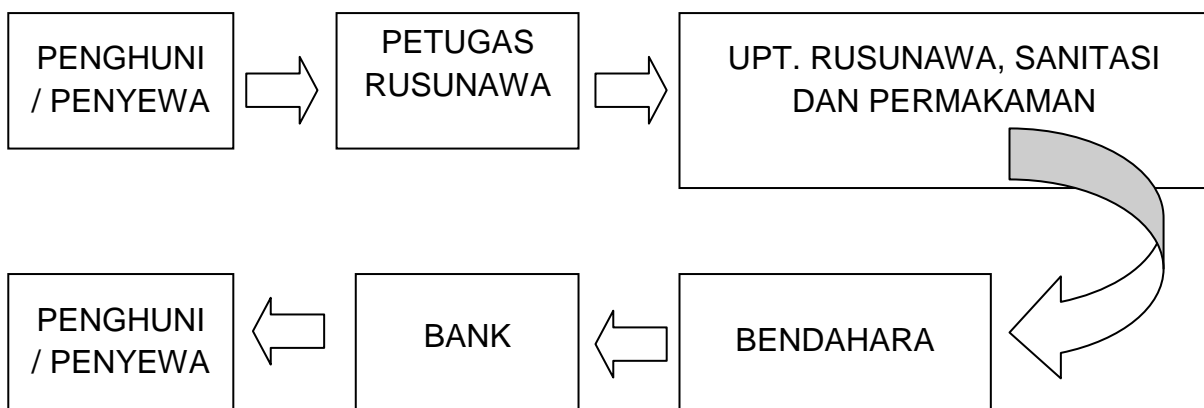 PENGHUNI
/ PENYEWA
PETUGAS
RUSUNAWA
UPT. RUSUNAWA, SANITASI
DAN PERMAKAMAN
PENGHUNI
/ PENYEWA
BANK
BENDAHARA